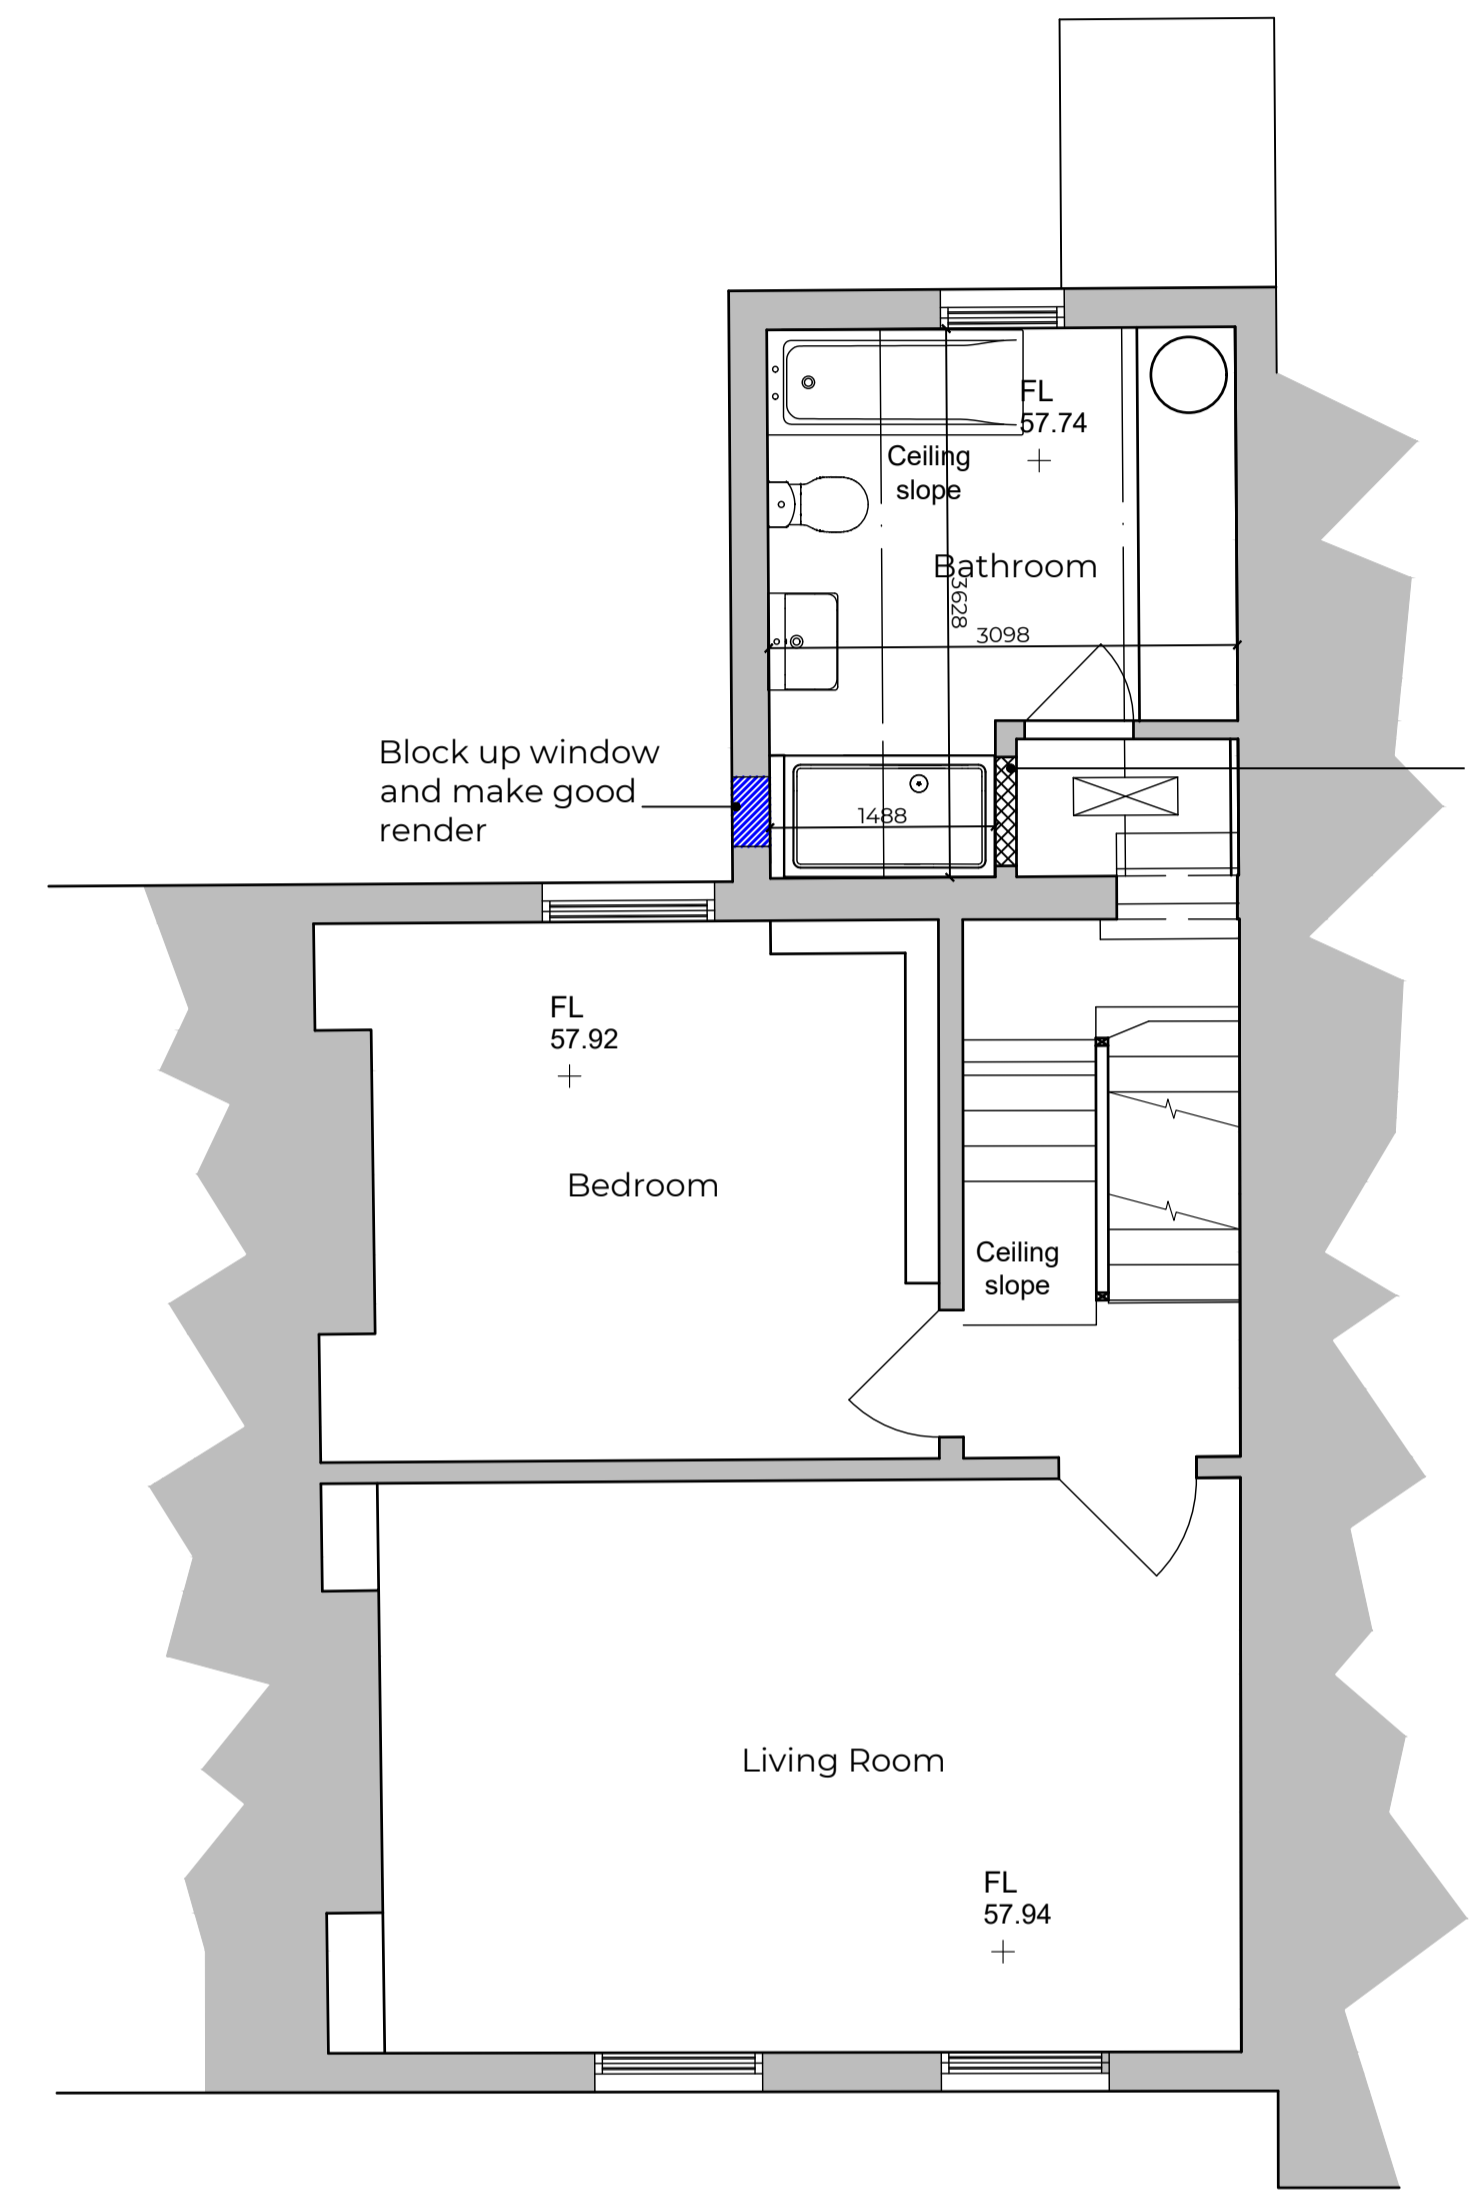 FL
57.74
Ceiling
slope
Bathroom
3628
3098
Block up window
and make good
render
1488
FL
57.92
Bedroom
Ceiling
slope
Living Room
FL
57.94